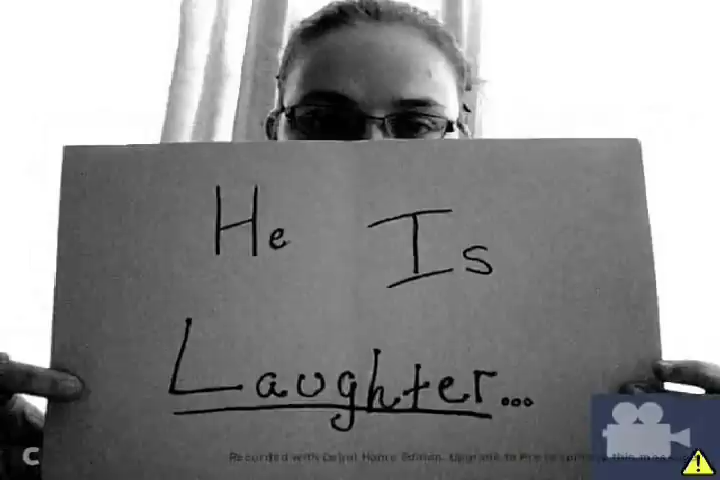 He Is
Laughter...
C
Recorded with Debut Home Edition. Upgrade to Pro to